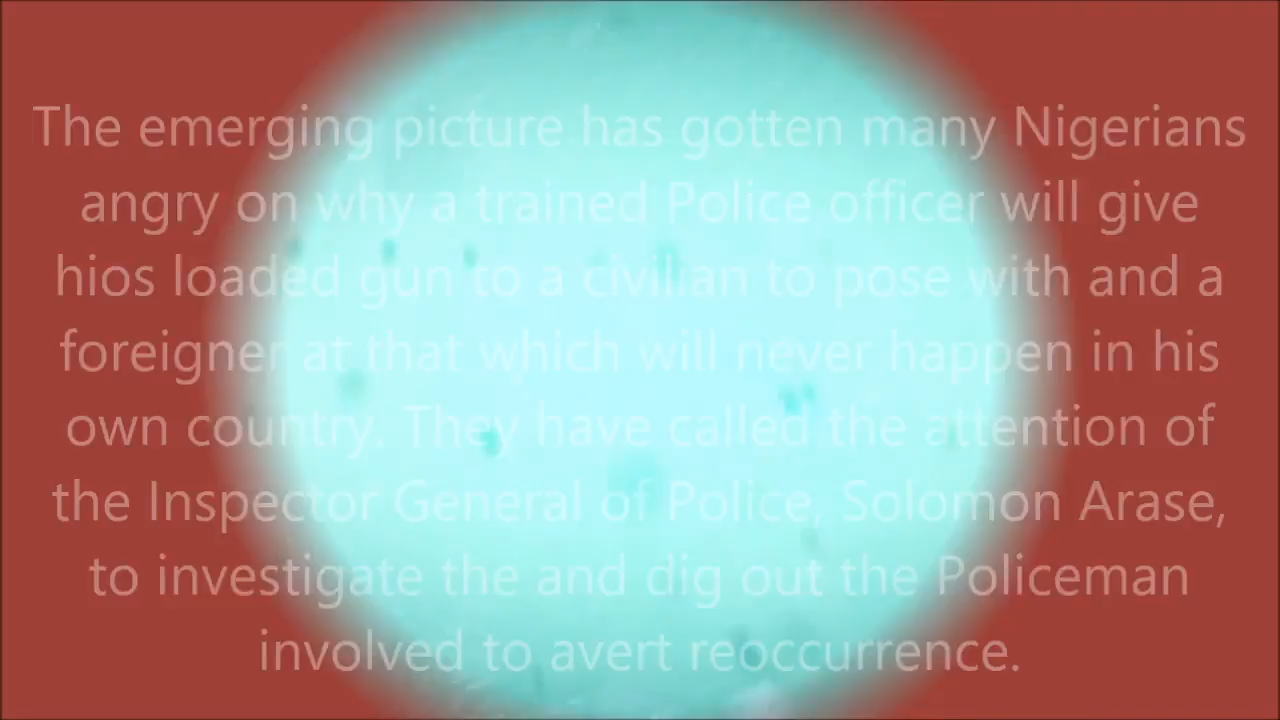 The emerging picture has gotten many Nigerians
angry on why a trained Police officer will give
hios loaded gun to a civilian to pose with and a
foreigner at that which will never happen in his
own country. They have called the attention of
the Inspector General of Police, Solomon Arase,
to investigate the and dig out the Policeman
involved to avert reoccurrence.